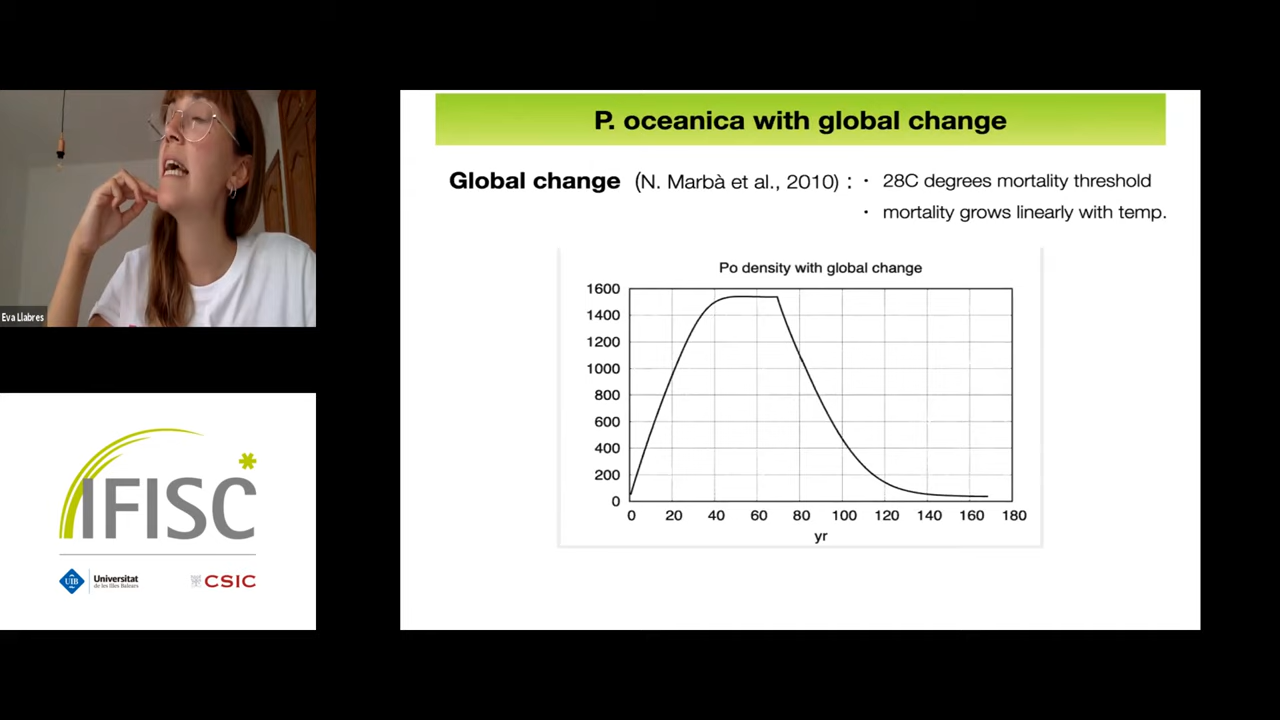 P. oceanica with global change
Global change (N. Marbà et al., 2010) : · 28C degrees mortality threshold
· mortality grows linearly with temp.
Po density with global change
1600
1400
1200
1000
800
600
400
200
0
0 20 40 60 80 100 120 140 160 180
yr
Eva Llabres
IFISC
UIB Universitat
de les Illes Balears
CSIC